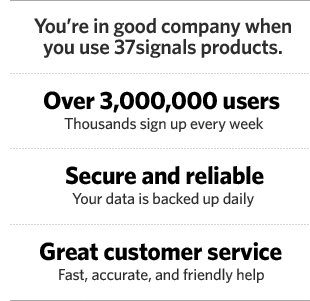 You're in good company when
you use 37signals products.
Over 3,000,000 users
Thousands sign up every week
Secure and reliable
Your data is backed up daily
Great customer service
Fast, accurate, and friendly help